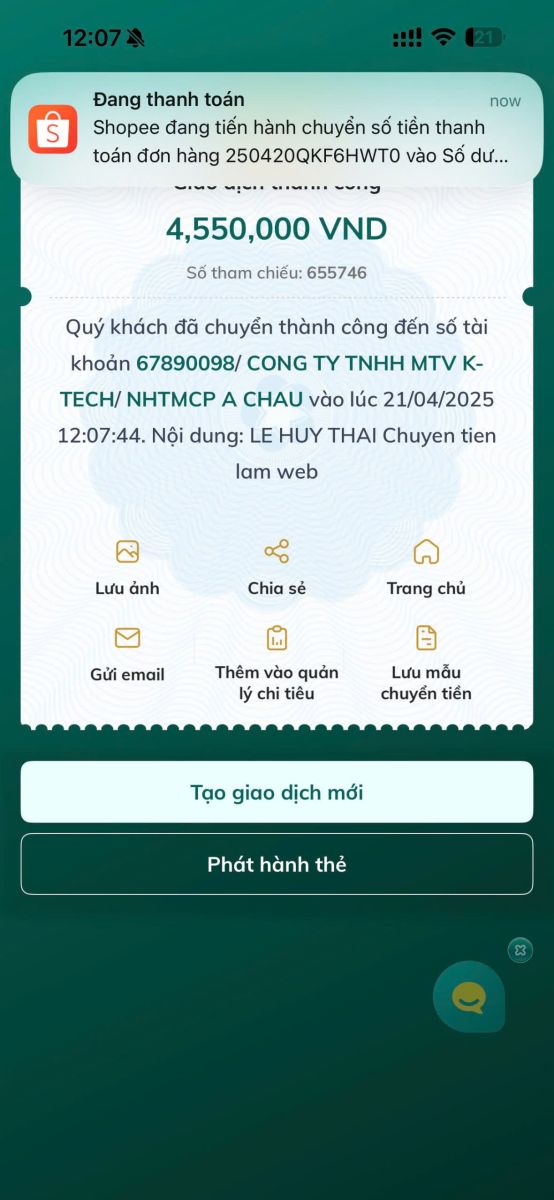 12:07
21
Đang thanh toán
now
Shopee đang tiến hành chuyển số tiền thanh
toán đơn hàng 250420QKF6HWT0 vào Số dư...
Giao dịch thành công
4,550,000 VND
Số tham chiếu: 655746
Quý khách đã chuyển thành công đến số tài
khoản 67890098/ CONG TY TNHH MTV K-
TECH/ NHTMCP A CHAU vào lúc 21/04/2025
12:07:44. Nội dung: LE HUY THAI Chuyen tien
lam web
Lưu ảnh
Chia sẻ
Trang chủ
Gửi email
Thêm vào quản
lý chi tiêu
Lưu mẫu
chuyển tiền
Tạo giao dịch mới
Phát hành thẻ